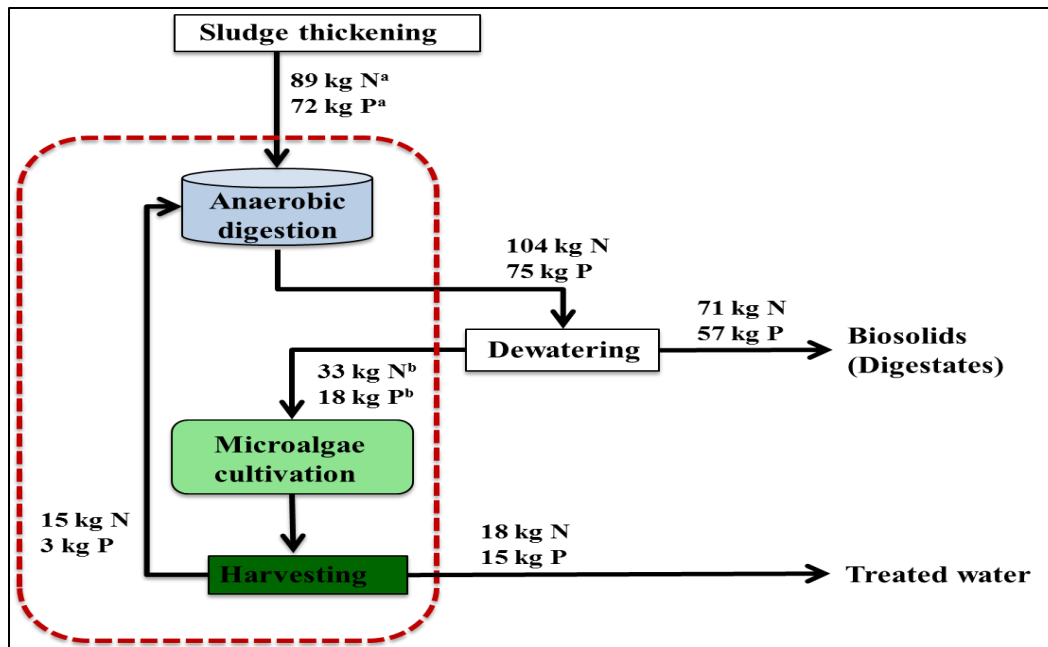 Sludge thickening
89 kg Nᵃ
72 kg Pᵃ
Anaerobic
digestion
104 kg N
75 kg P
71 kg N
57 kg P
Dewatering
Biosolids
(Digestates)
33 kg Nᵇ
18 kg Pᵇ
Microalgae
cultivation
15 kg N
3 kg P
18 kg N
15 kg P
Harvesting
Treated water